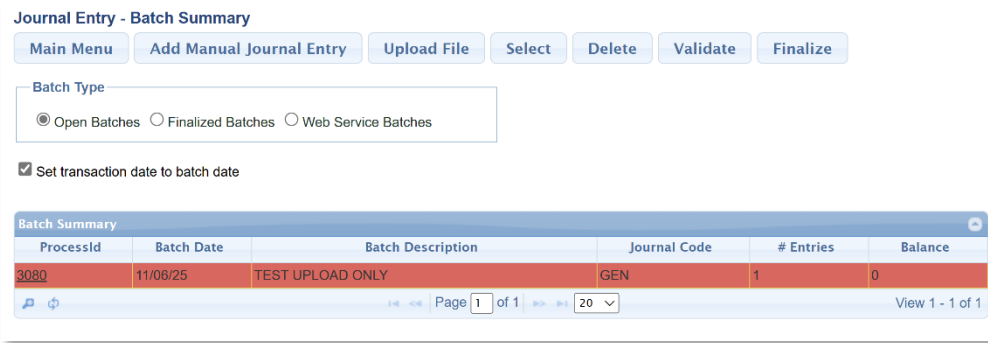 Journal Entry - Batch Summary
Main Menu Add Manual Journal Entry Upload File Select Delete Validate Finalize
Batch Type
Open Batches Finalized Batches Web Service Batches
Set transaction date to batch date
Batch Summary
ProcessId Batch Date Batch Description Journal Code # Entries Balance
3080 11/06/25 TEST UPLOAD ONLY GEN 1 0
Page 1 of 1 20 View 1 - 1 of 1